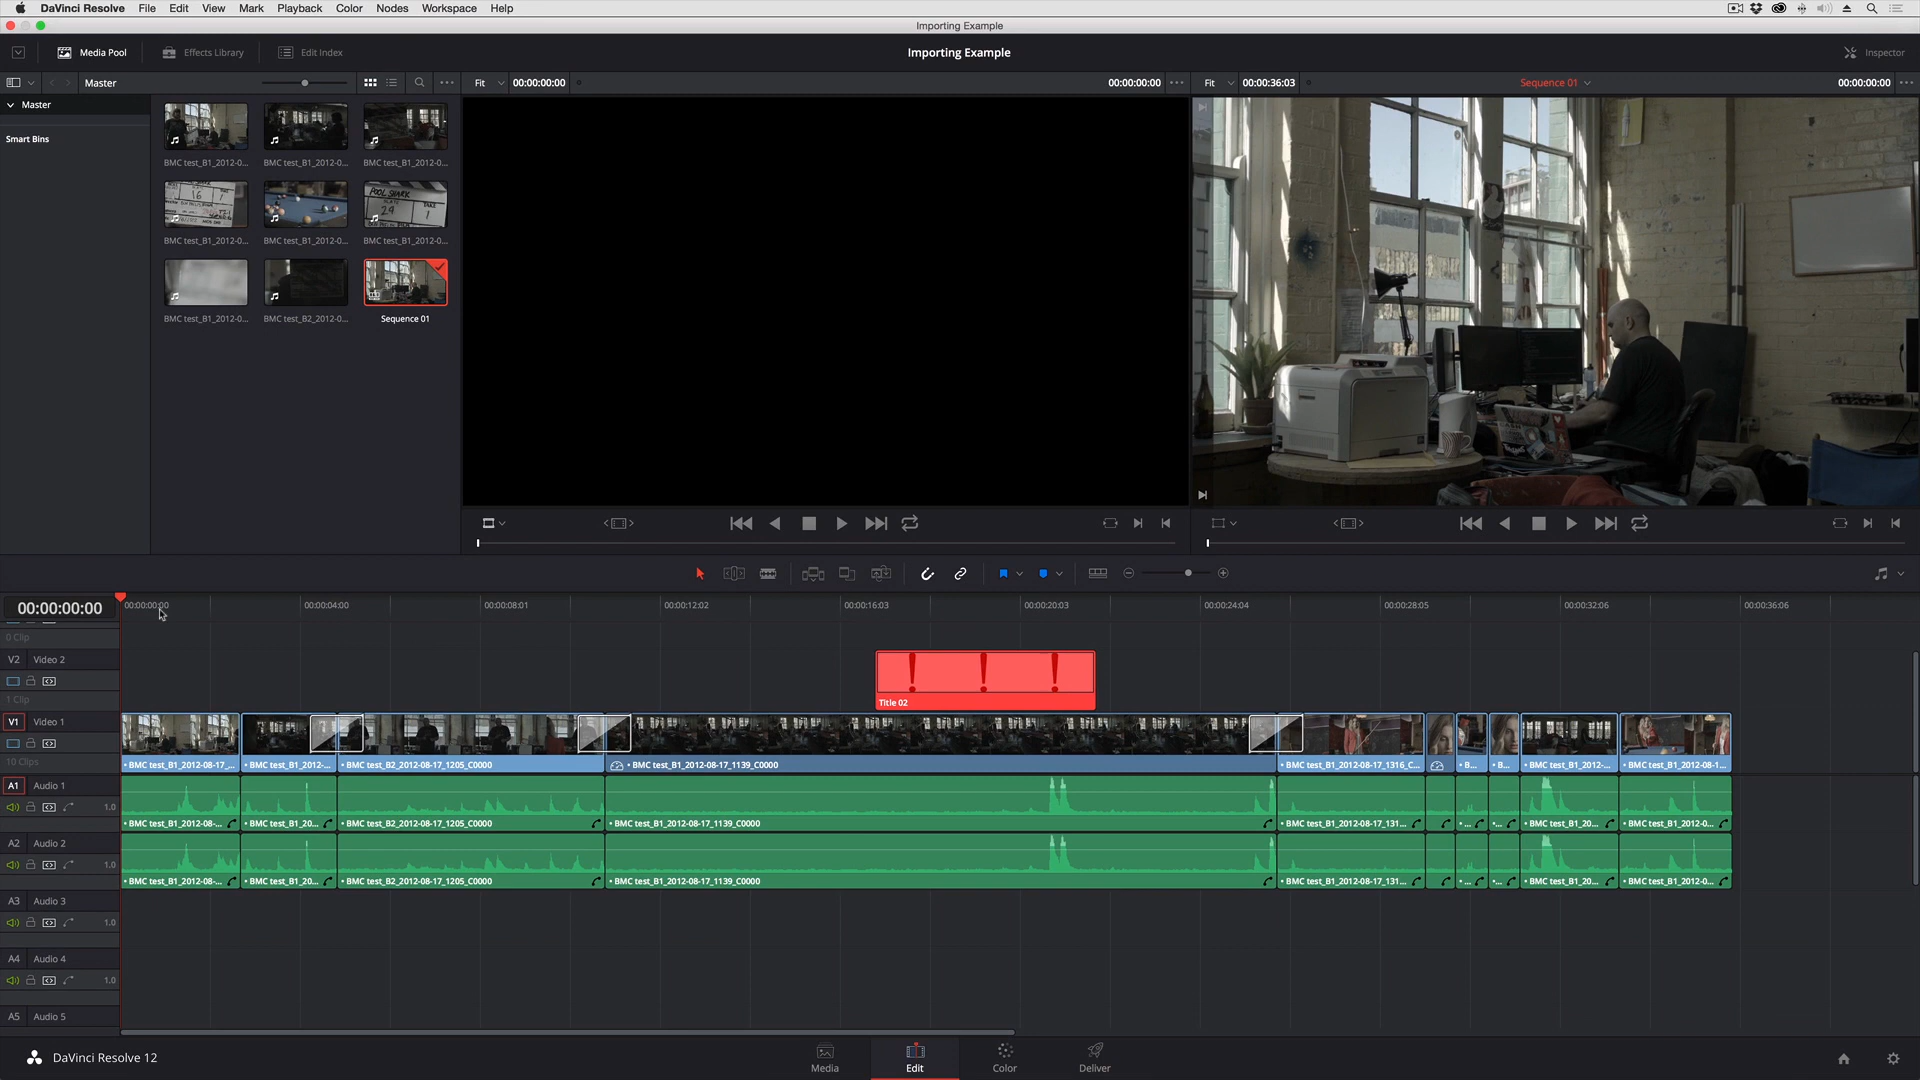 DaVinci Resolve File Edit View Mark Playback Color Nodes Workspace Help
Importing Example
Media Pool Effects Library Edit Index Importing Example Inspector
Master Fit 00:00:00:00 00:00:00:00 Fit 00:00:36:03 Sequence 01 00:00:00:00
Master
Smart Bins
BMC test_B1_2012-0... BMC test_B1_2012-0... BMC test_B1_2012-0...
POOL SHARK
16 1
29 1
BMC test_B1_2012-0... BMC test_B1_2012-0... BMC test_B1_2012-0...
BMC test_B1_2012-0... BMC test_B2_2012-0... Sequence 01
00:00:00:00 00:00:00:00 00:00:04:00 00:00:08:01 00:00:12:02 00:00:16:03 00:00:20:03 00:00:24:04 00:00:28:05 00:00:32:06 00:00:36:06
0 Clip
V2 Video 2
1 Clip
Title 02
V1 Video 1
10 Clips
BMC test_B1_2012-08-17_... BMC test_B1_2012-... BMC test_B2_2012-08-17_1205_C0000 BMC test_B1_2012-08-17_1139_C0000 BMC test_B1_2012-08-17_1316_C... B... B... BMC test_B1_2012-... BMC test_B1_2012-08-1...
A1 Audio 1
1.0
BMC test_B1_2012-08-... BMC test_B1_20... BMC test_B2_2012-08-17_1205_C0000 BMC test_B1_2012-08-17_1139_C0000 BMC test_B1_2012-08-17_131... ... ... BMC test_B1_20... BMC test_B1_2012-0...
A2 Audio 2
1.0
BMC test_B1_2012-08-... BMC test_B1_20... BMC test_B2_2012-08-17_1205_C0000 BMC test_B1_2012-08-17_1139_C0000 BMC test_B1_2012-08-17_131... ... ... BMC test_B1_20... BMC test_B1_2012-0...
A3 Audio 3
1.0
A4 Audio 4
1.0
A5 Audio 5
DaVinci Resolve 12 Media Edit Color Deliver